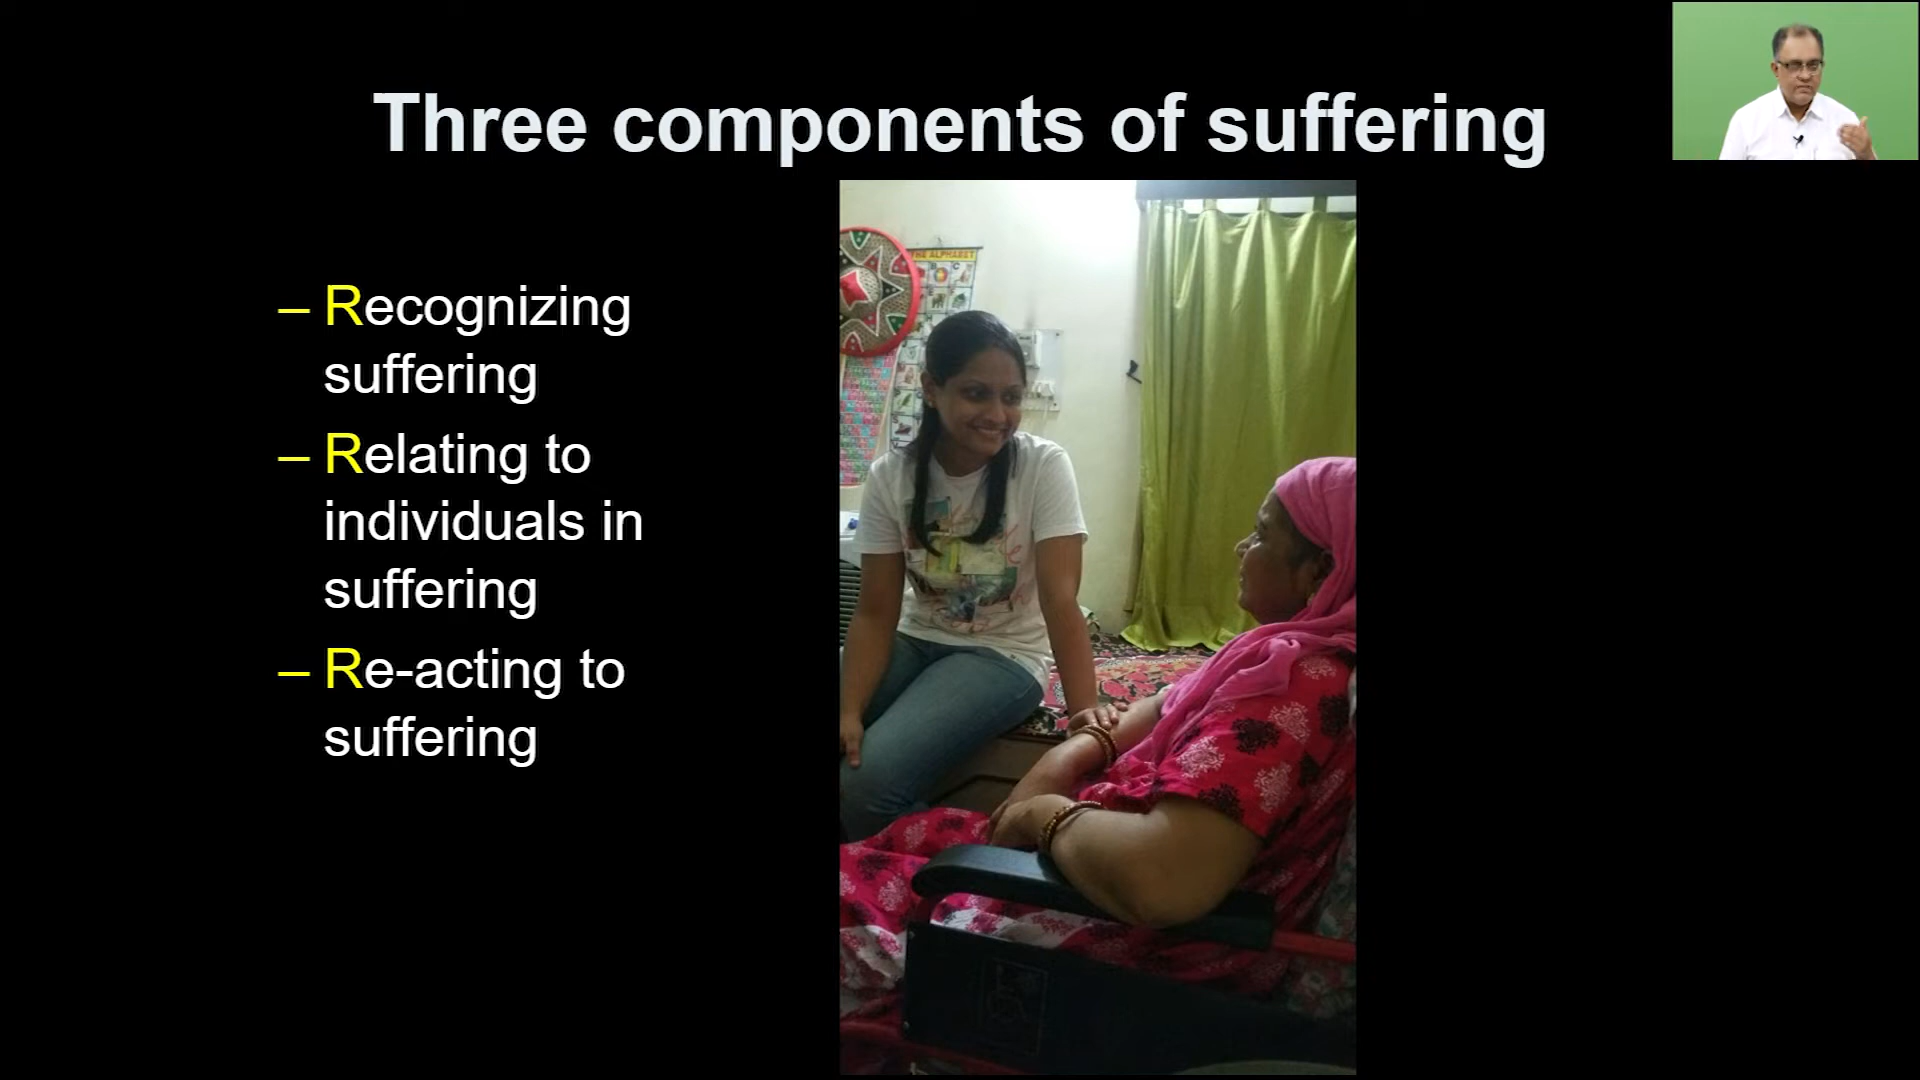 Three components of suffering
– Recognizing
suffering
– Relating to
individuals in
suffering
– Re-acting to
suffering
THE ALPHABET
B C